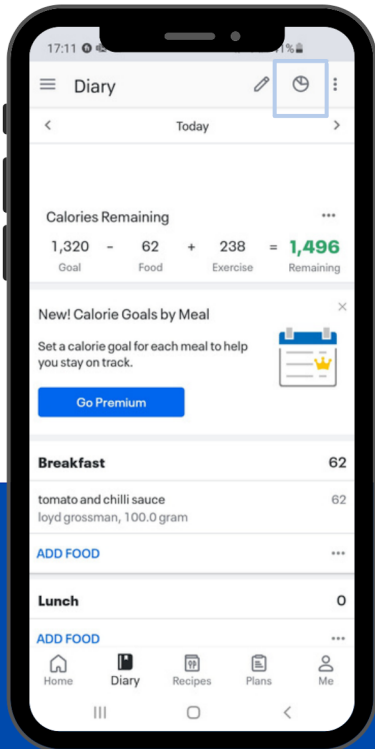 17:11
1%
Diary
Today
Calories Remaining
1,320 - 62 + 238 = 1,496
Goal Food Exercise Remaining
New! Calorie Goals by Meal
Set a calorie goal for each meal to help
you stay on track.
Go Premium
Breakfast 62
tomato and chilli sauce 62
loyd grossman, 100.0 gram
ADD FOOD
Lunch 0
ADD FOOD
Home Diary Recipes Plans Me